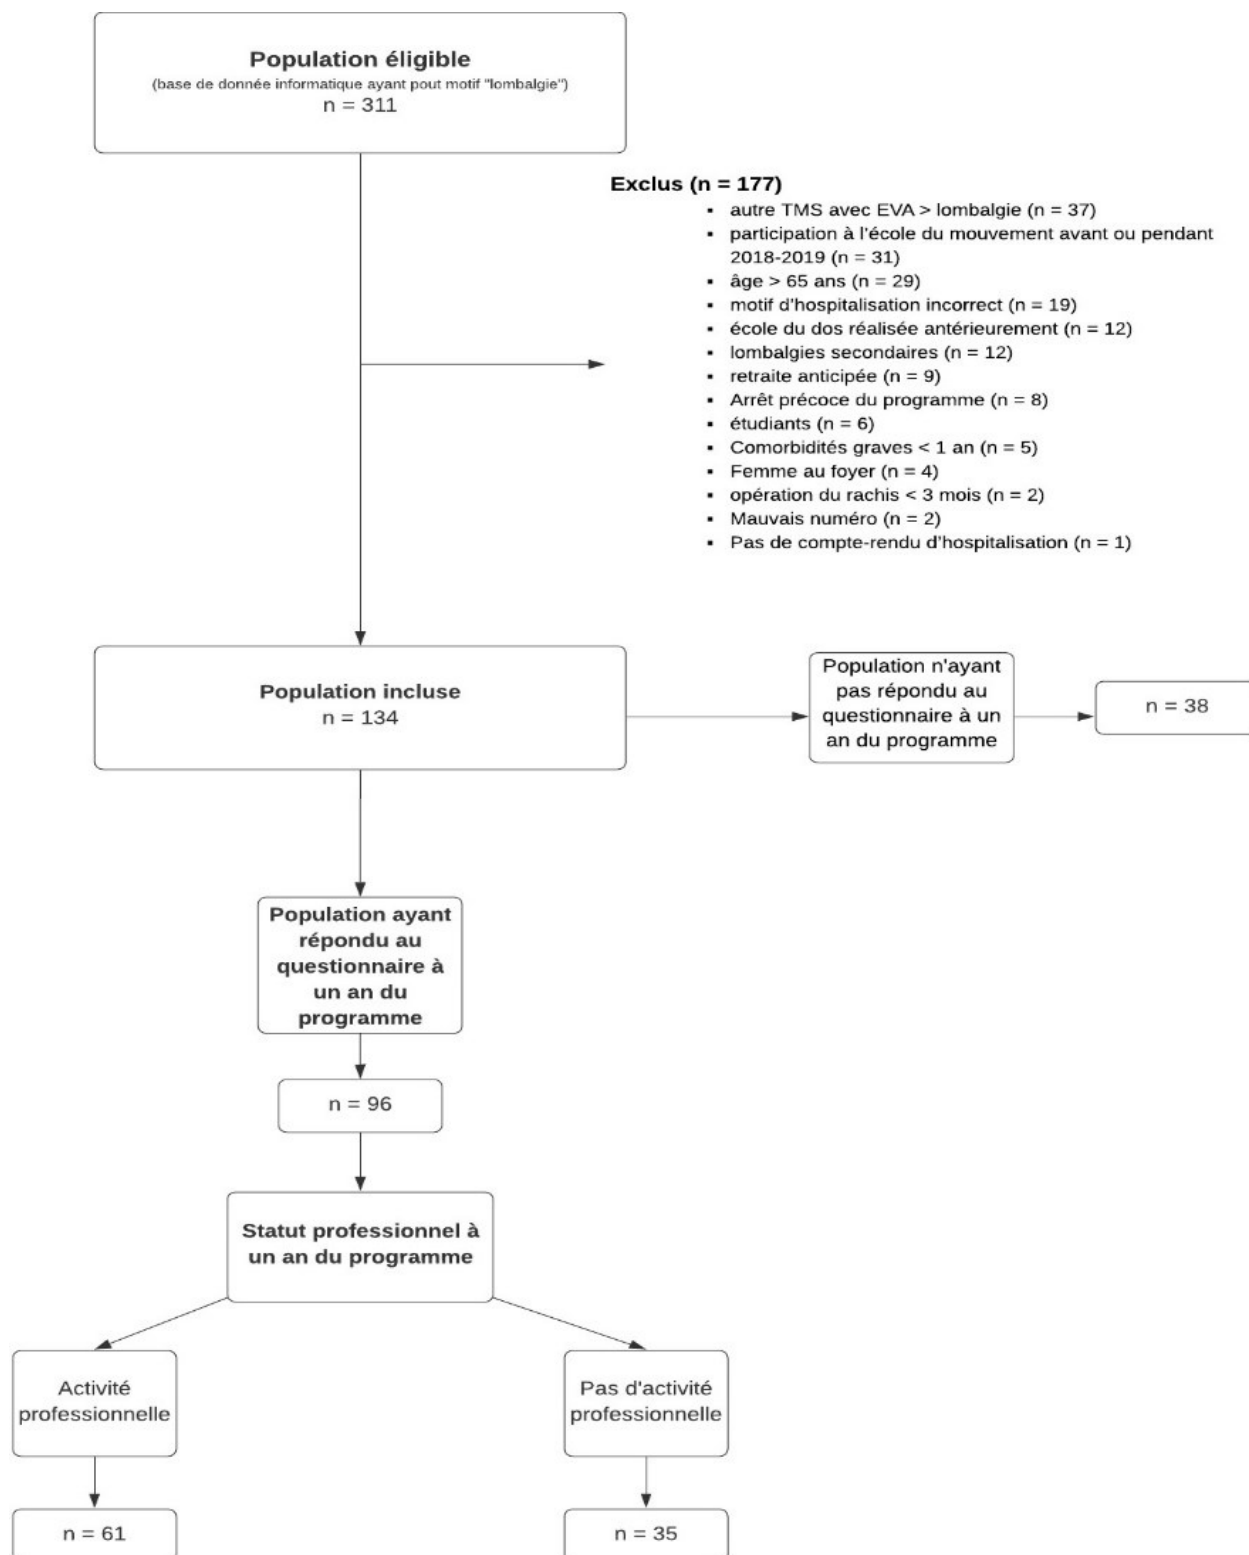 Population éligible
(base de donnée informatique ayant pout motif "lombalgie")
n = 311
Exclus (n = 177)
▪ autre TMS avec EVA > lombalgie (n = 37)
▪ participation à l'école du mouvement avant ou pendant
2018-2019 (n = 31)
▪ âge > 65 ans (n = 29)
▪ motif d'hospitalisation incorrect (n = 19)
▪ école du dos réalisée antérieurement (n = 12)
▪ lombalgies secondaires (n = 12)
▪ retraite anticipée (n = 9)
▪ Arrêt précoce du programme (n = 8)
▪ étudiants (n = 6)
▪ Comorbidités graves < 1 an (n = 5)
▪ Femme au foyer (n = 4)
▪ opération du rachis < 3 mois (n = 2)
▪ Mauvais numéro (n = 2)
▪ Pas de compte-rendu d'hospitalisation (n = 1)
Population incluse
n = 134
Population n'ayant
pas répondu au
questionnaire à un
an du programme
n = 38
Population ayant
répondu au
questionnaire à
un an du
programme
n = 96
Statut professionnel à
un an du programme
Activité
professionnelle
Pas d'activité
professionnelle
n = 61
n = 35